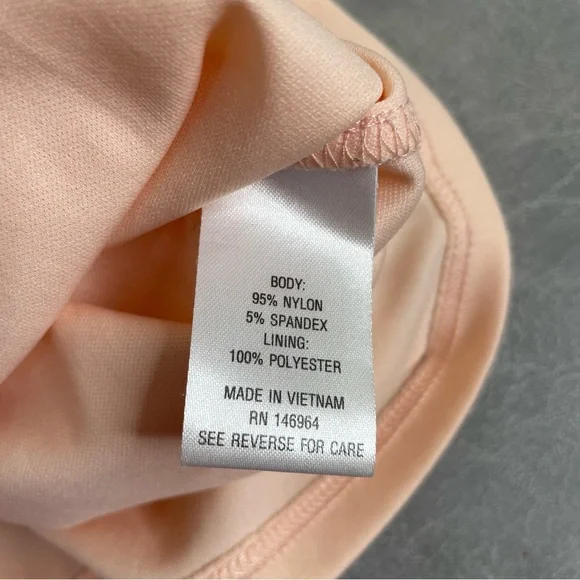 BODY:
95% NYLON
5% SPANDEX
LINING:
100% POLYESTER
MADE IN VIETNAM
RN 146964
SEE REVERSE FOR CARE